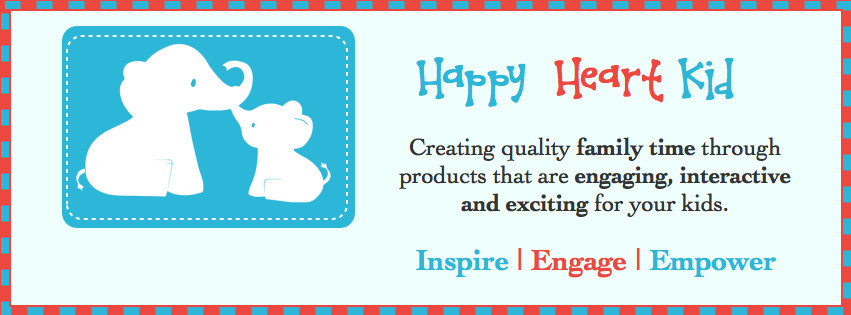 Happy Heart Kid
Creating quality family time through
products that are engaging, interactive
and exciting for your kids.
Inspire | Engage | Empower